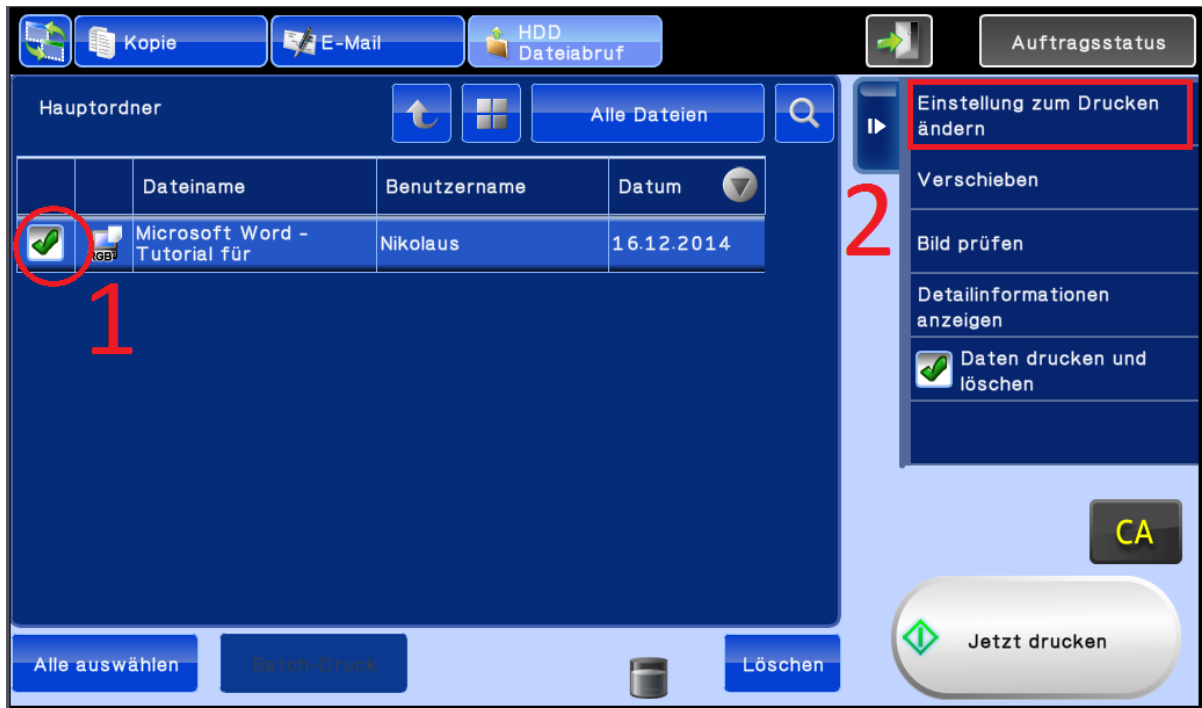 Kopie
E-Mail
HDD
Dateiabruf
Auftragsstatus
Hauptordner
Alle Dateien
Dateiname
Benutzername
Datum
Microsoft Word -
Tutorial für
RGB
Nikolaus
16.12.2014
1
2
Einstellung zum Drucken
ändern
Verschieben
Bild prüfen
Detailinformationen
anzeigen
Daten drucken und
löschen
CA
Jetzt drucken
Alle auswählen
Batch-Druck
Löschen